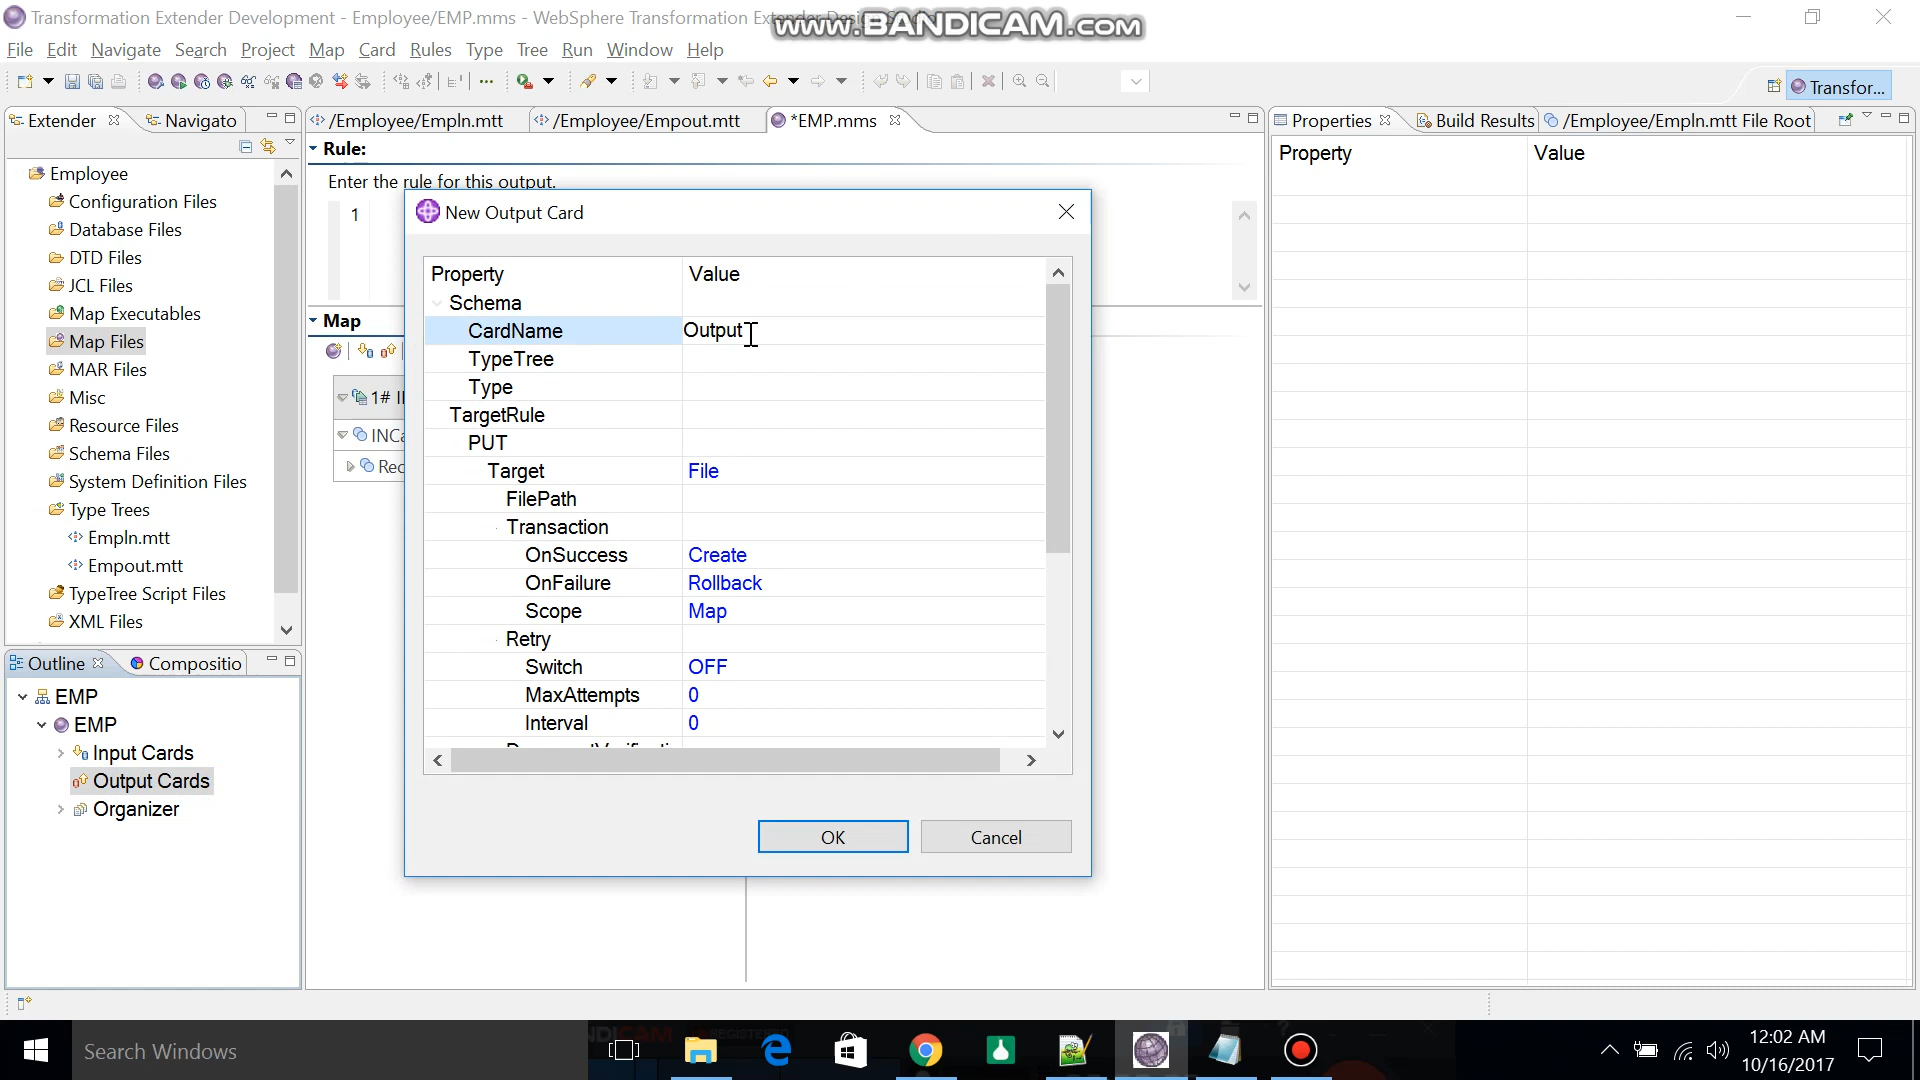 Transformation Extender Development - Employee/EMP.mms - WebSphere Transformation Extender Design
www.BANDICAM.com
File Edit Navigate Search Project Map Card Rules Type Tree Run Window Help
Transfor...
Extender Navigato
/Employee/EmpIn.mtt /Employee/Empout.mtt *EMP.mms
Properties Build Results /Employee/EmpIn.mtt File Root
Rule:
Enter the rule for this output.
1
Property Value
Employee
Configuration Files
Database Files
DTD Files
JCL Files
Map Executables
Map Files
MAR Files
Misc
Resource Files
Schema Files
System Definition Files
Type Trees
EmpIn.mtt
Empout.mtt
TypeTree Script Files
XML Files
Map
1# I
INCa
Rec
New Output Card
Property Value
Schema
CardName Output
TypeTree
Type
TargetRule
PUT
Target File
FilePath
Transaction
OnSuccess Create
OnFailure Rollback
Scope Map
Retry
Switch OFF
MaxAttempts 0
Interval 0
OK Cancel
Outline Compositio
EMP
EMP
Input Cards
Output Cards
Organizer
Search Windows
12:02 AM
10/16/2017